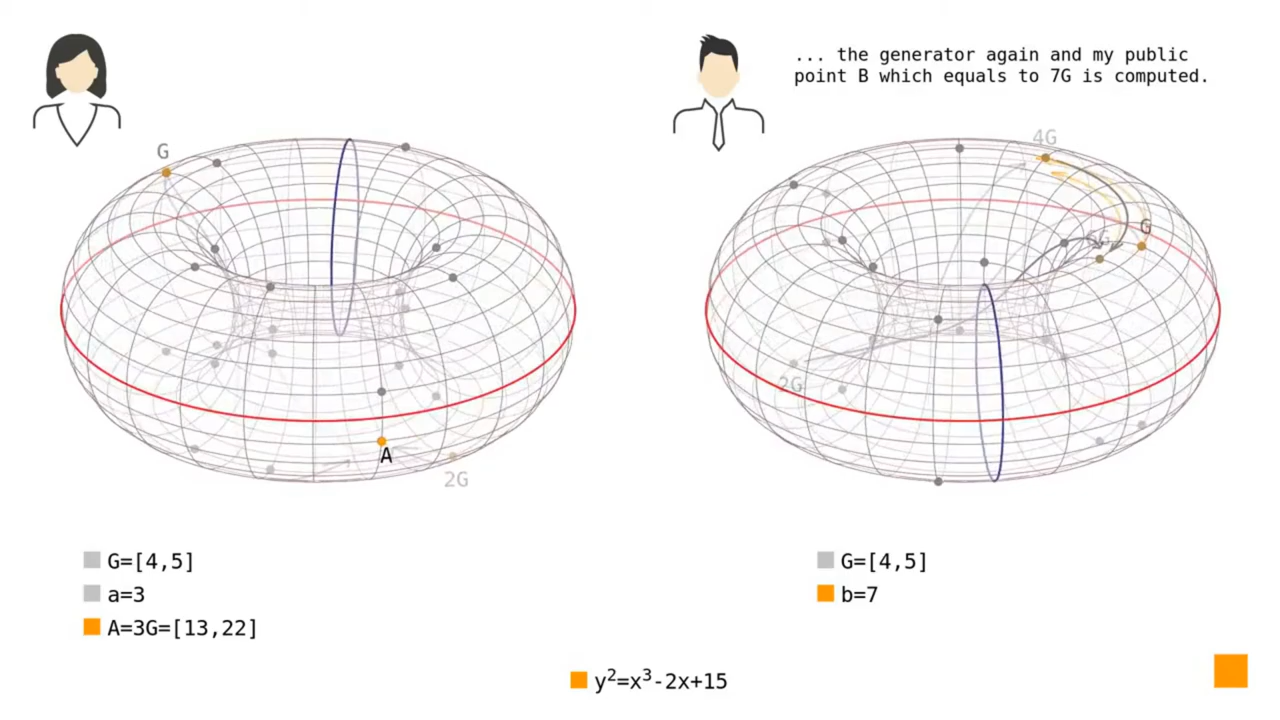 ... the generator again and my public
point B which equals to 7G is computed.
G
4G
G
2G
A
2G
G=[4,5]
a=3
A=3G=[13,22]
G=[4,5]
b=7
y²=x³-2x+15